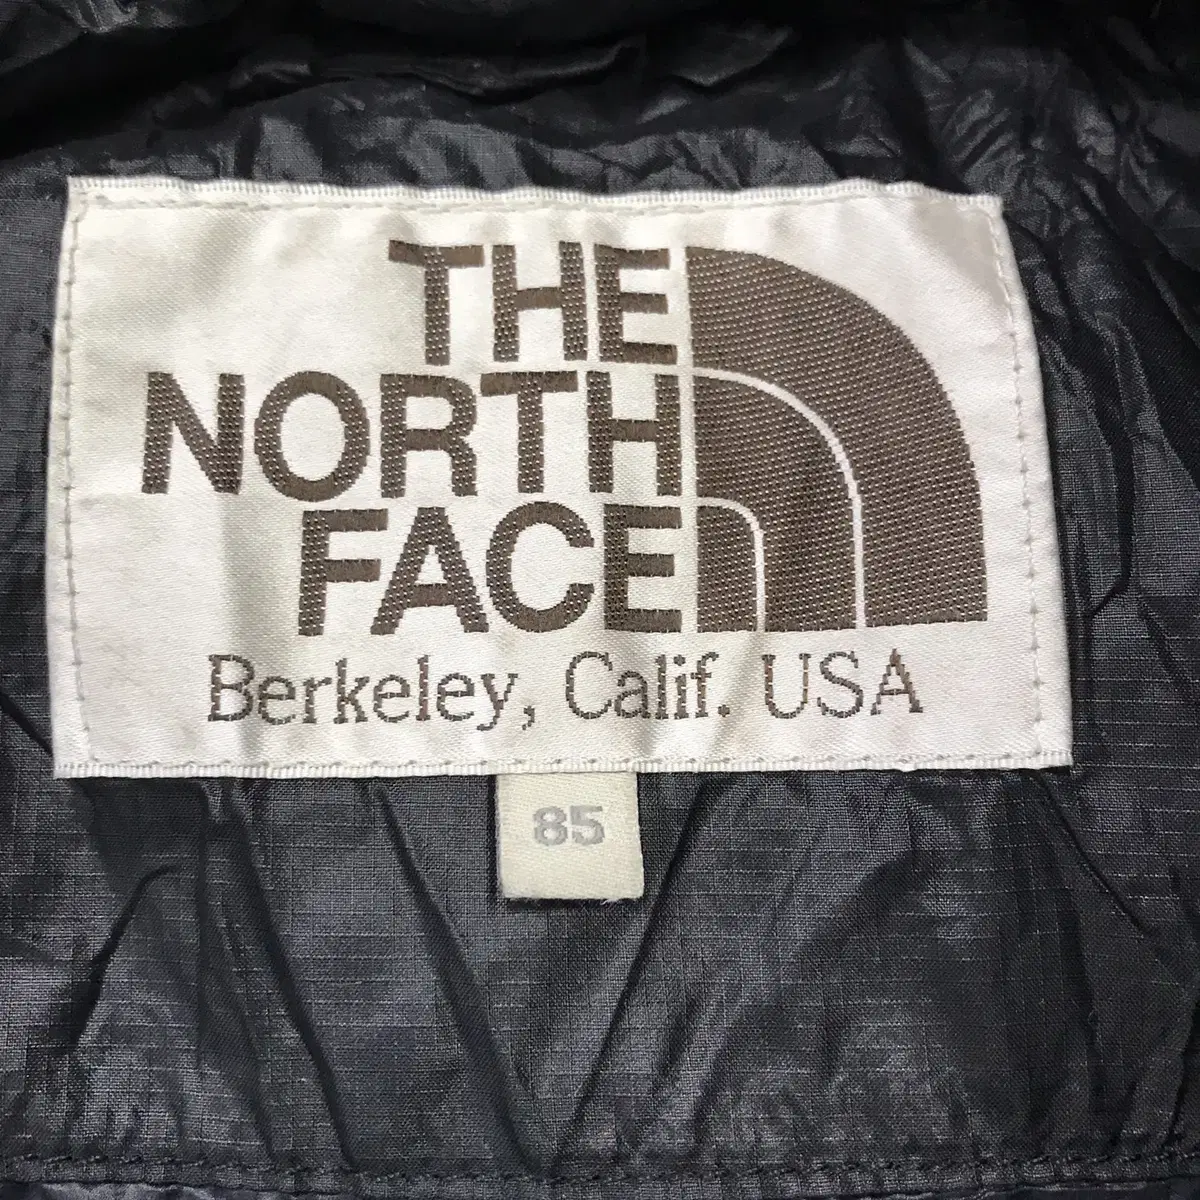 THE
NORTH
FACE
Berkeley, Calif. USA
85